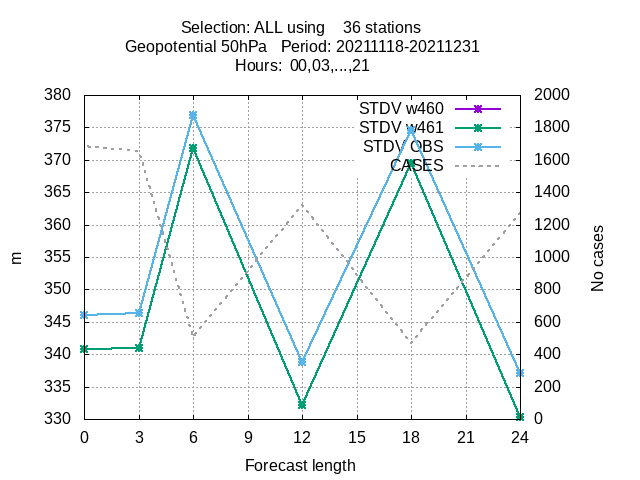 Selection: ALL using    36 stations
Geopotential 50hPa   Period: 20211118-20211231
Hours:  00,03,...,21
380 2000
375 STDV w460 1800
STDV w461
370 STDV OBS 1600
CASES
365 1400
360 1200
355 1000
350 800
345 600
340 400
335 200
330 0
m
No cases
0 3 6 9 12 15 18 21 24
Forecast length